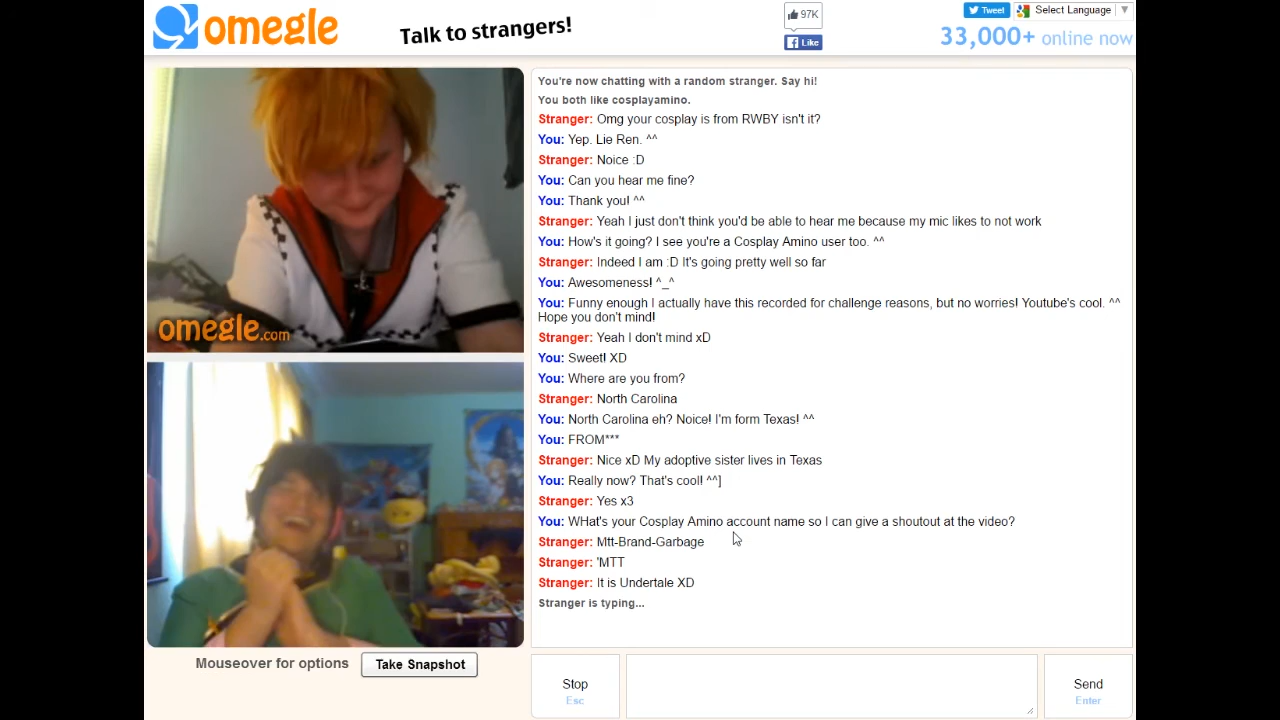 omegle
Talk to strangers!
97K
Like
Tweet
Select Language
33,000+ online now
You're now chatting with a random stranger. Say hi!
You both like cosplayamino.
Stranger: Omg your cosplay is from RWBY isn't it?
You: Yep. Lie Ren. ^^
Stranger: Noice :D
You: Can you hear me fine?
You: Thank you! ^^
Stranger: Yeah I just don't think you'd be able to hear me because my mic likes to not work
You: How's it going? I see you're a Cosplay Amino user too. ^^
Stranger: Indeed I am :D It's going pretty well so far
You: Awesomeness! ^_^
You: Funny enough I actually have this recorded for challenge reasons, but no worries! Youtube's cool. ^^
Hope you don't mind!
Stranger: Yeah I don't mind xD
You: Sweet! XD
You: Where are you from?
Stranger: North Carolina
You: North Carolina eh? Noice! I'm form Texas! ^^
You: FROM***
Stranger: Nice xD My adoptive sister lives in Texas
You: Really now? That's cool! ^^]
Stranger: Yes x3
You: WHat's your Cosplay Amino account name so I can give a shoutout at the video?
Stranger: Mtt-Brand-Garbage
Stranger: 'MTT
Stranger: It is Undertale XD
Stranger is typing...
omegle.com
Mouseover for options
Take Snapshot
Stop
Esc
Send
Enter